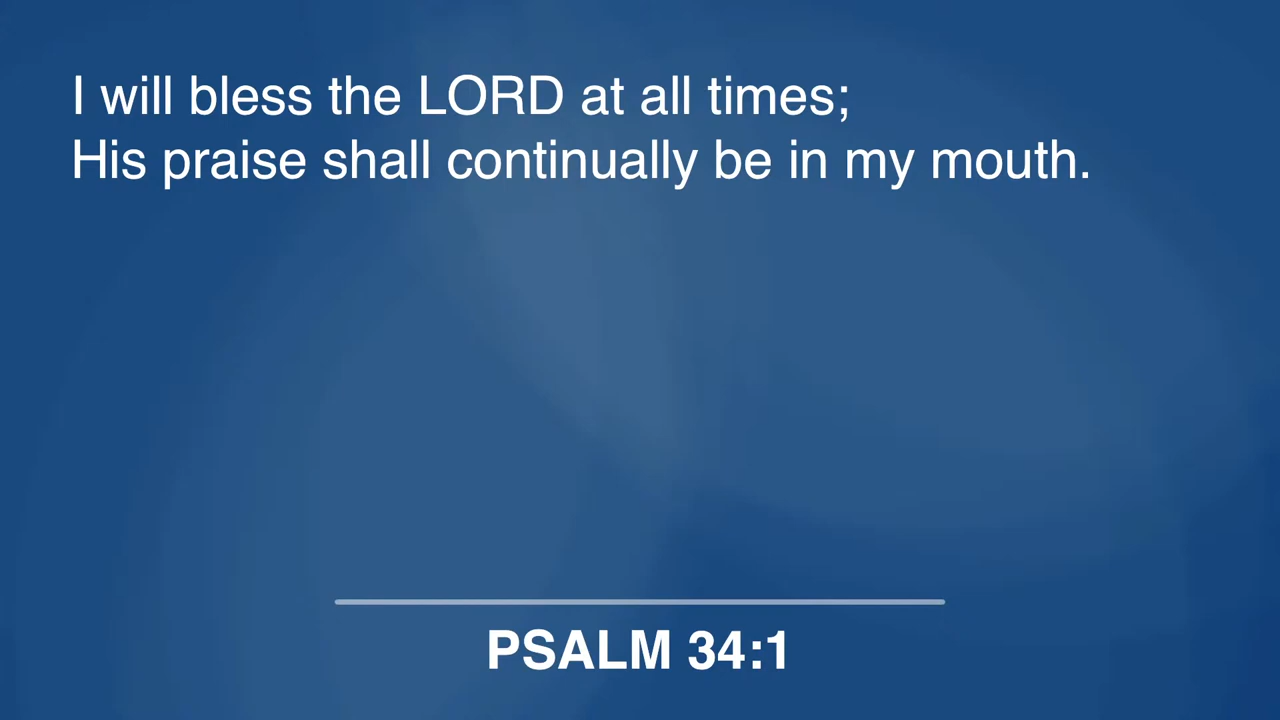 I will bless the LORD at all times;
His praise shall continually be in my mouth.
PSALM 34:1